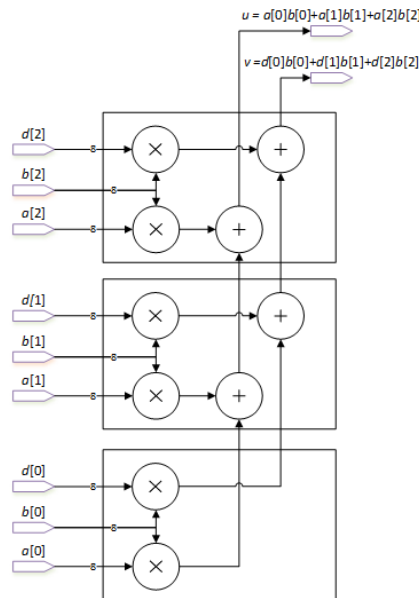 u = a[0]b[0]+a[1]b[1]+a[2]b[2]
v =d[0]b[0]+d[1]b[1]+d[2]b[2]
d[2]
8
×
+
b[2]
8
a[2]
8
×
+
d[1]
8
×
+
b[1]
8
a[1]
8
×
+
d[0]
8
×
b[0]
8
a[0]
8
×